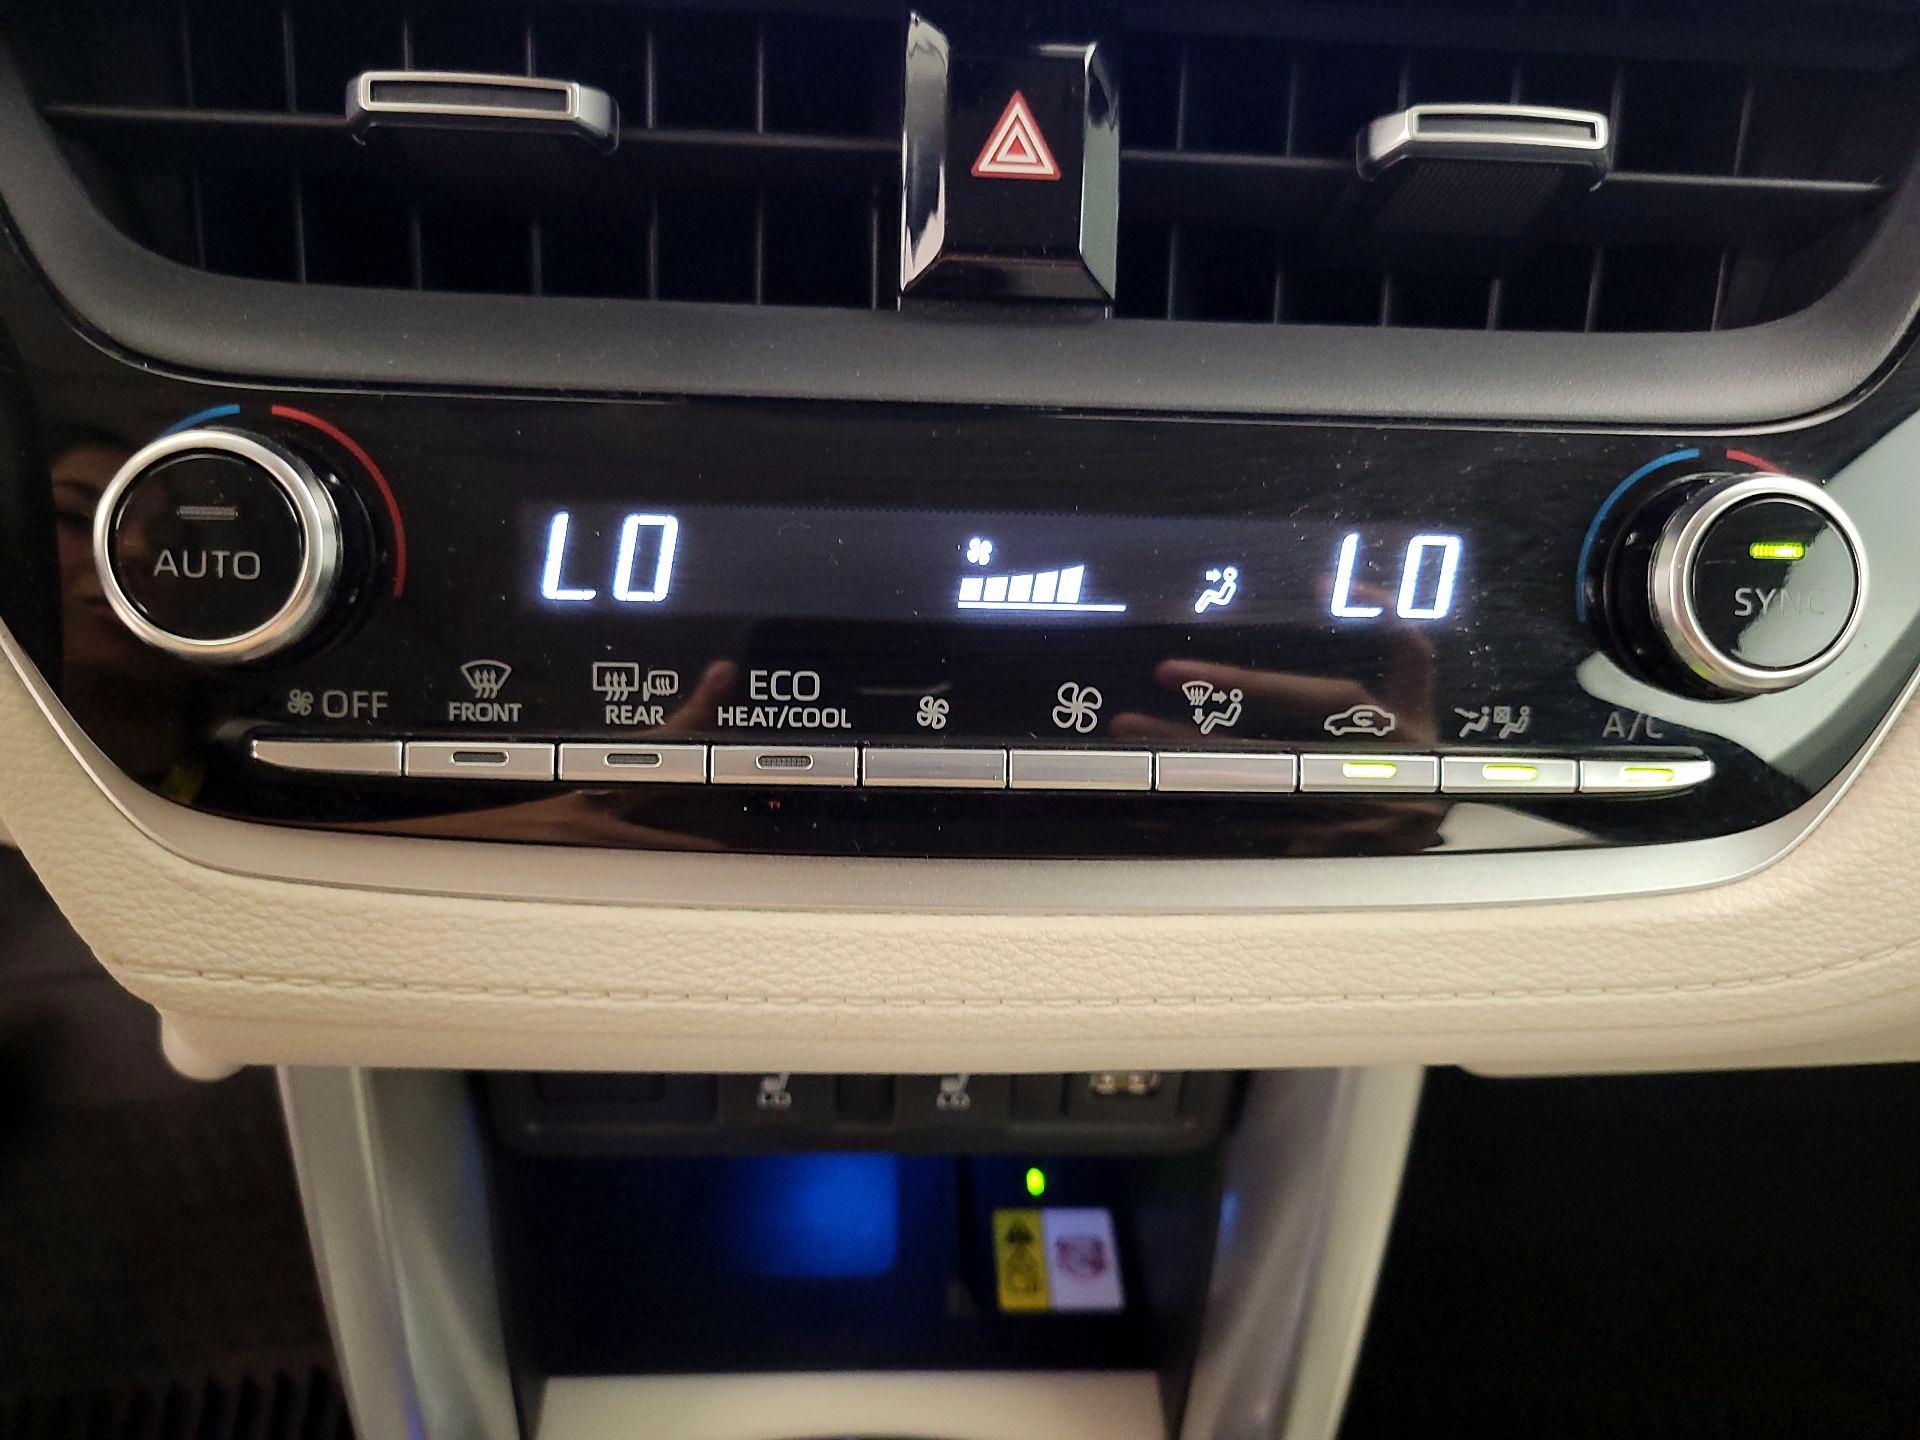 AUTO
LO
LO
SYNC
OFF
FRONT
REAR
ECO
HEAT/COOL
A/C